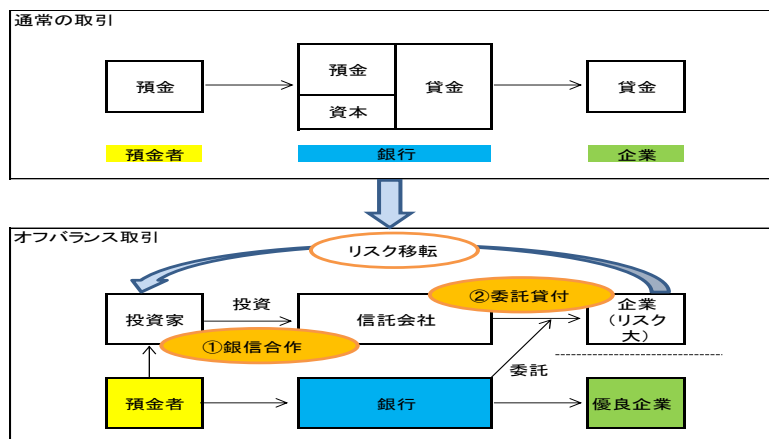 通常の取引
預金
預金
資本
貸金
貸金
預金者
銀行
企業
オフバランス取引
リスク移転
投資家
投資
信託会社
②委託貸付
企業
(リスク
大)
①銀信合作
委託
預金者
銀行
優良企業